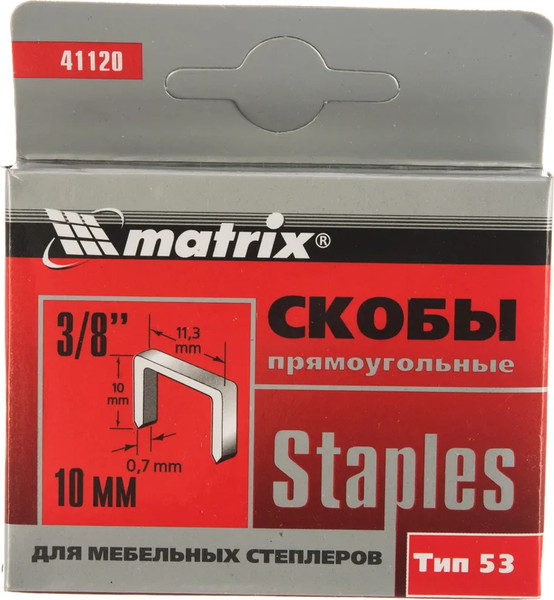 41120
matrix®
3/8”
11,3
mm
10
mm
0,7 mm
10 мм
СКОБЫ
прямоугольные
Staples
ДЛЯ МЕБЕЛЬНЫХ СТЕПЛЕРОВ
Тип 53